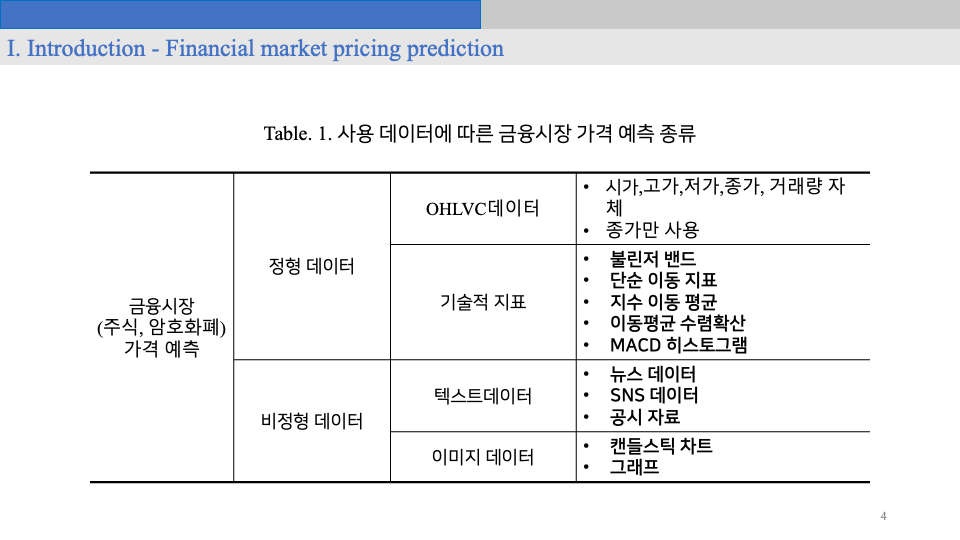 I. Introduction - Financial market pricing prediction
Table. 1. 사용 데이터에 따른 금융시장 가격 예측 종류
금융시장
(주식, 암호화폐)
가격 예측
정형 데이터
OHLVC데이터
• 시가,고가,저가,종가, 거래량 자
체
• 종가만 사용
기술적 지표
• 볼린저 밴드
• 단순 이동 지표
• 지수 이동 평균
• 이동평균 수렴확산
• MACD 히스토그램
비정형 데이터
텍스트데이터
• 뉴스 데이터
• SNS 데이터
• 공시 자료
이미지 데이터
• 캔들스틱 차트
• 그래프
4